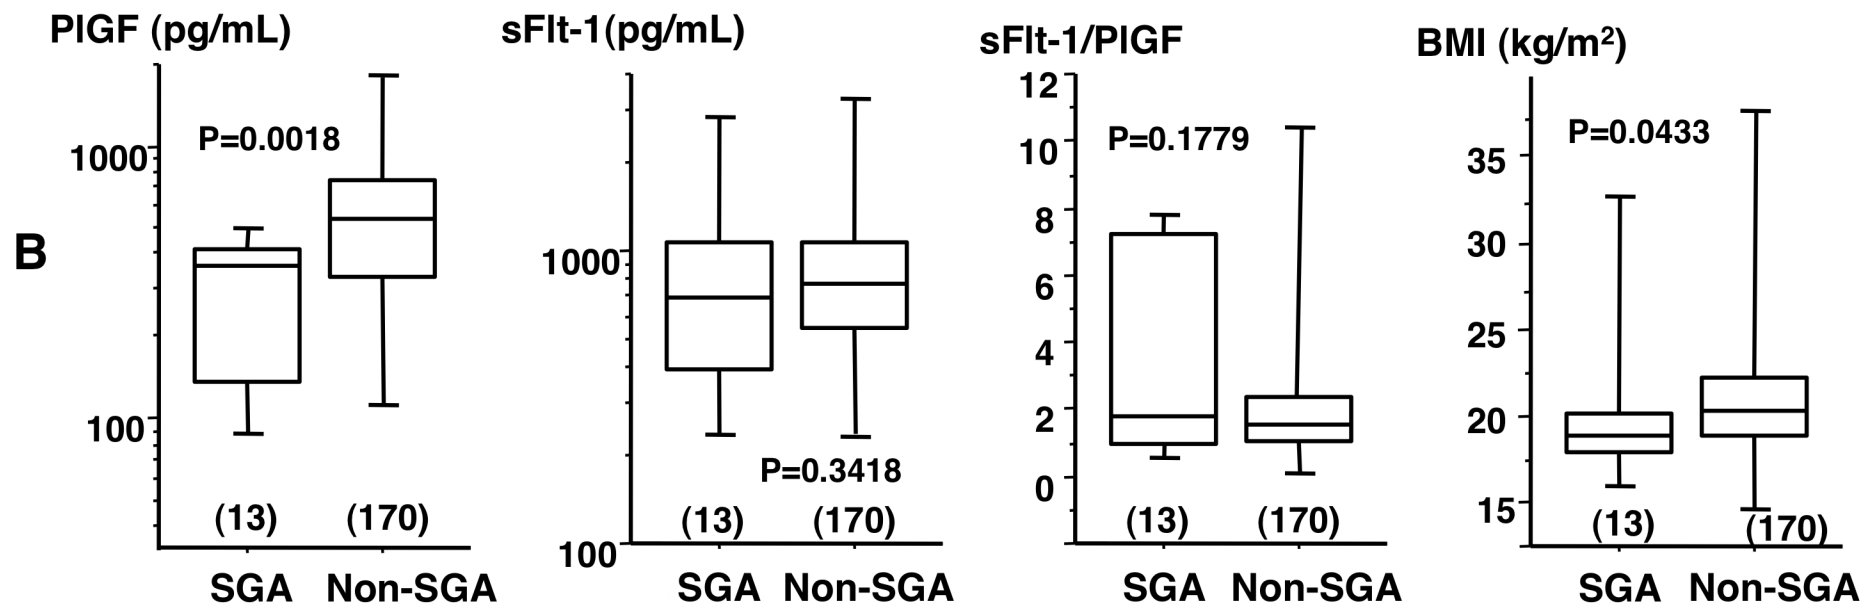 B
PlGF (pg/mL)
1000
100
P=0.0018
(13) (170)
SGA Non-SGA
sFlt-1(pg/mL)
1000
100
P=0.3418
(13) (170)
SGA Non-SGA
sFlt-1/PlGF
12
10
8
6
4
2
0
P=0.1779
(13) (170)
SGA Non-SGA
BMI (kg/m²)
35
30
25
20
15
P=0.0433
(13) (170)
SGA Non-SGA